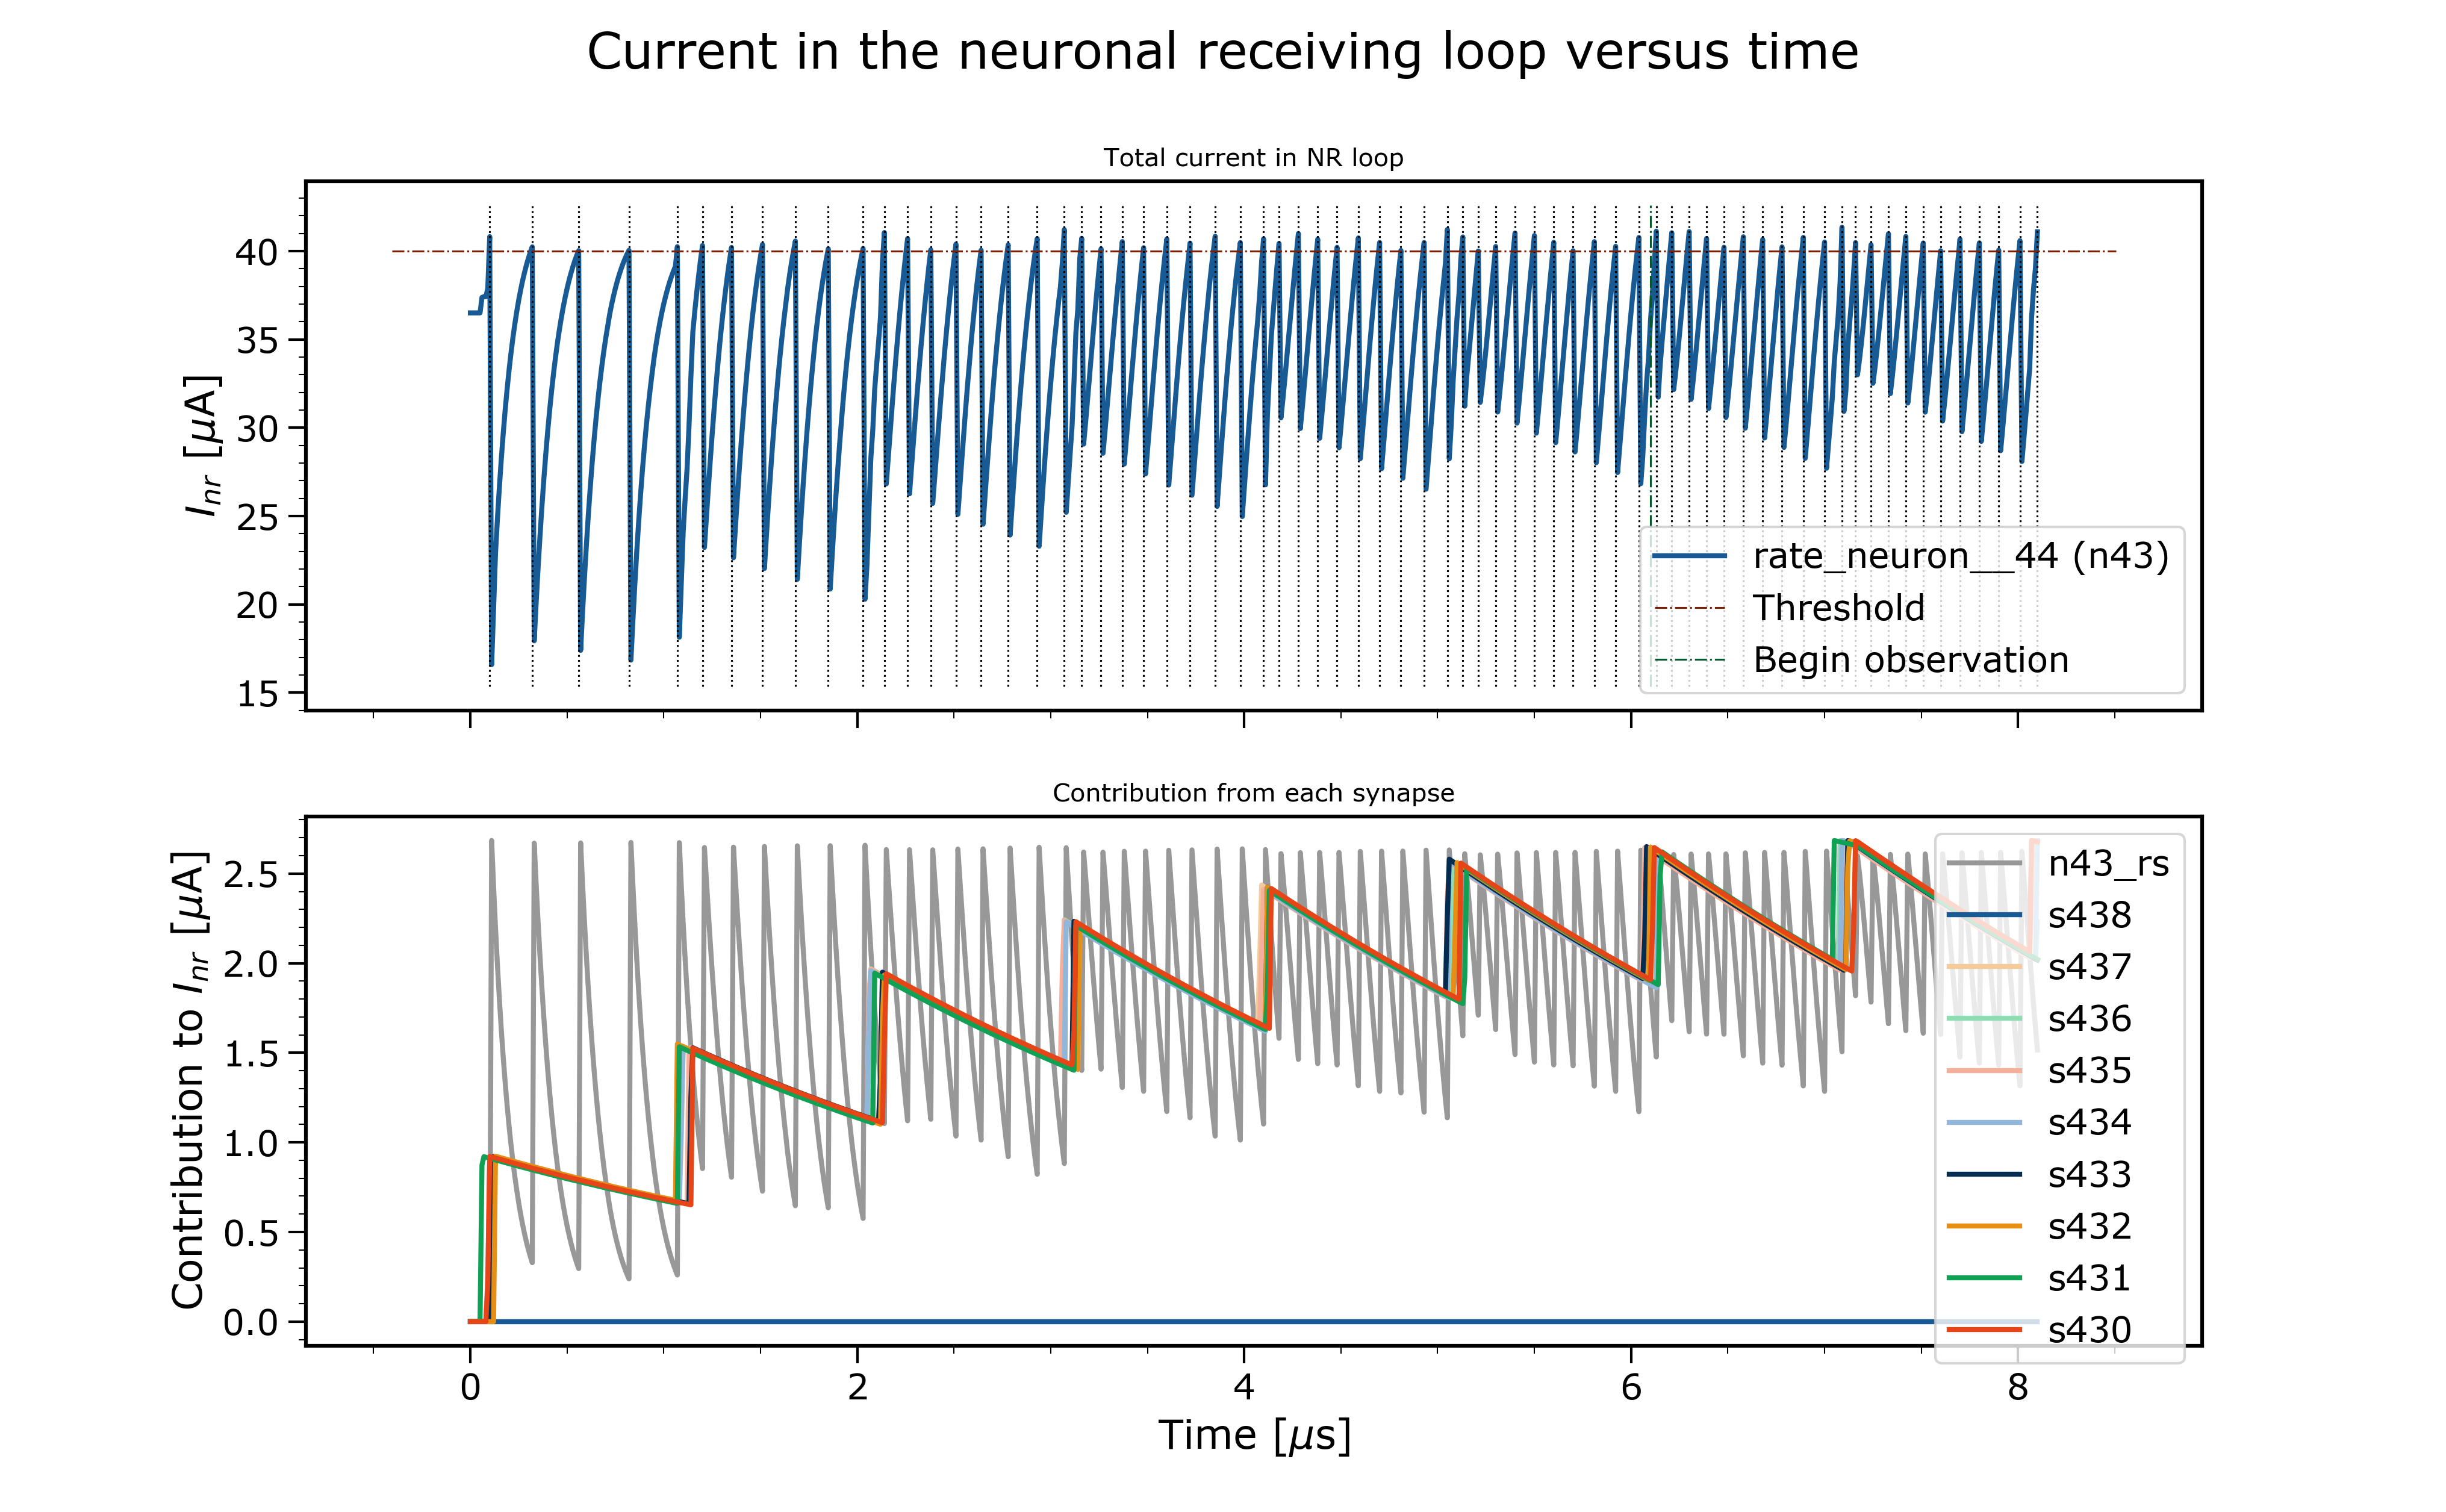 Current in the neuronal receiving loop versus time
Total current in NR loop
40
35
30
25
20
15
I_nr [μA]
rate_neuron__44 (n43)
Threshold
Begin observation
Contribution from each synapse
2.5
2.0
1.5
1.0
0.5
0.0
Contribution to I_nr [μA]
n43_rs
s438
s437
s436
s435
s434
s433
s432
s431
s430
0 2 4 6 8
Time [μs]